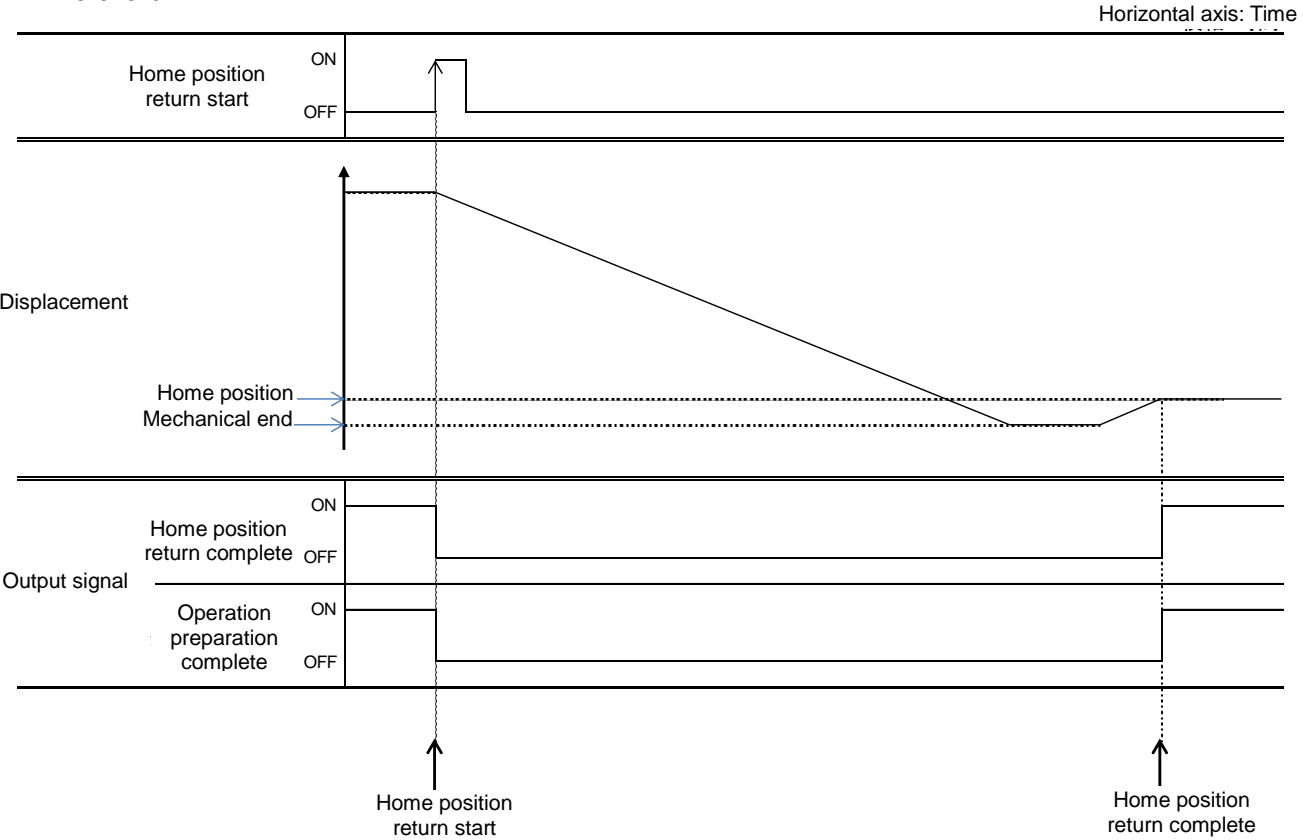 Horizontal axis: Time
Home position
return start
ON
OFF
Displacement
Home position
Mechanical end
Output signal
Home position
return complete
ON
OFF
Operation
preparation
complete
ON
OFF
Home position
return start
Home position
return complete